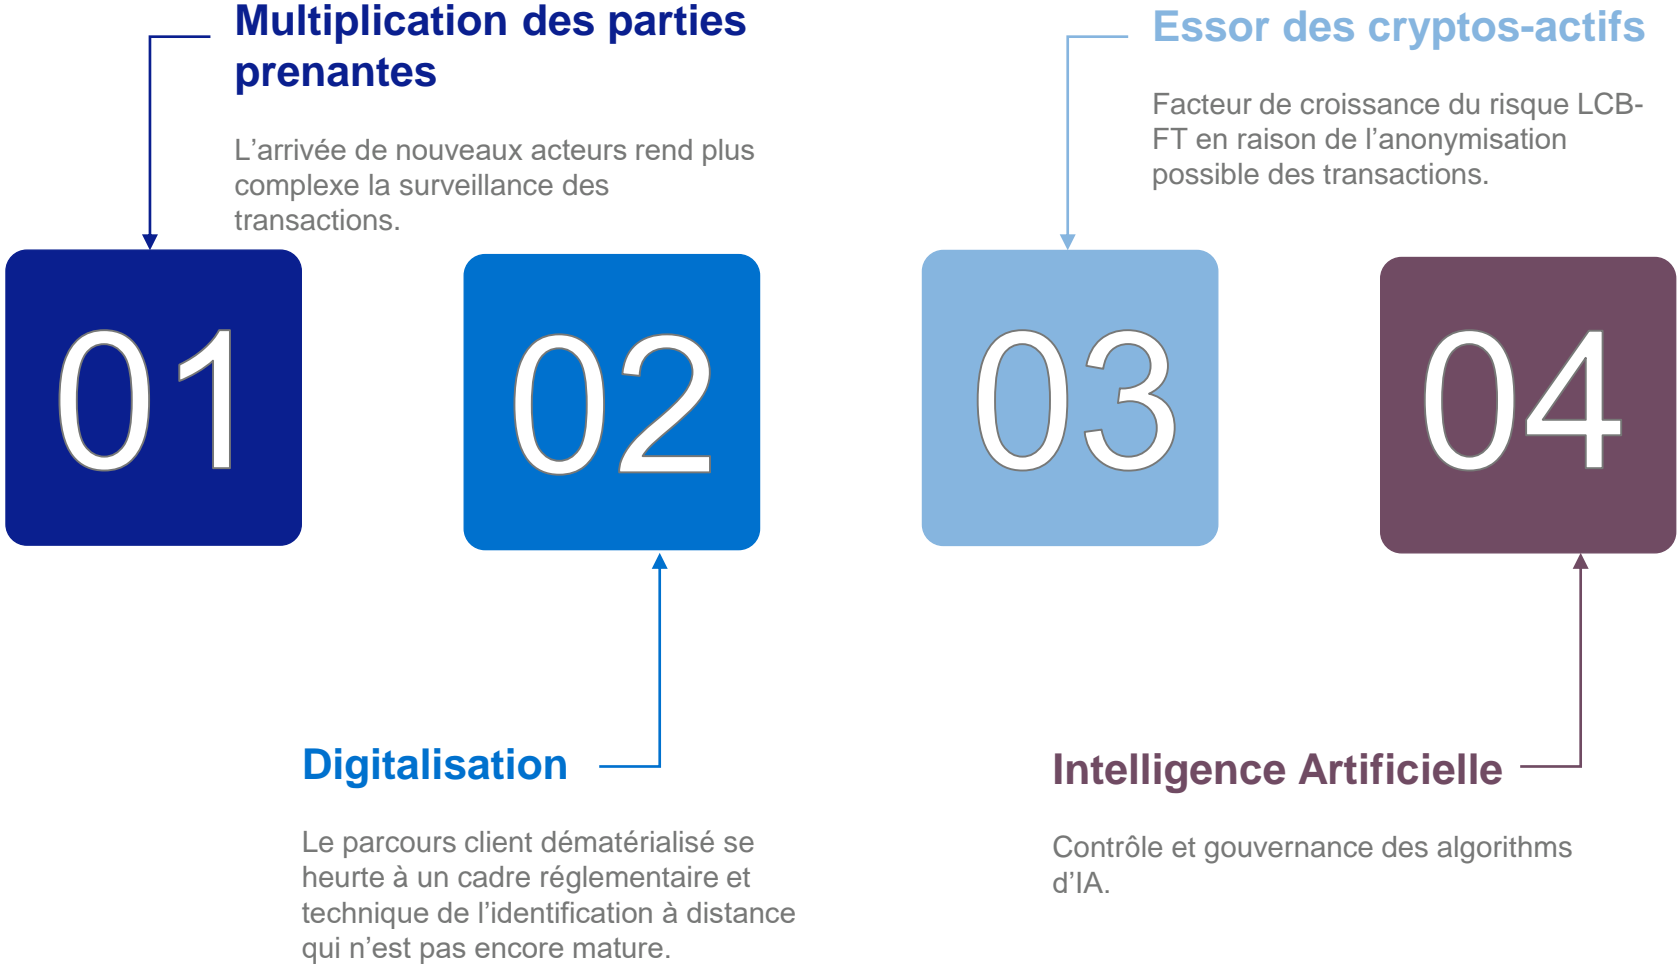 Multiplication des parties
prenantes
L’arrivée de nouveaux acteurs rend plus
complexe la surveillance des
transactions.
01
02
Digitalisation
Le parcours client dématérialisé se
heurte à un cadre réglementaire et
technique de l’identification à distance
qui n’est pas encore mature.
Essor des cryptos-actifs
Facteur de croissance du risque LCB-
FT en raison de l’anonymisation
possible des transactions.
03
04
Intelligence Artificielle
Contrôle et gouvernance des algorithms
d’IA.